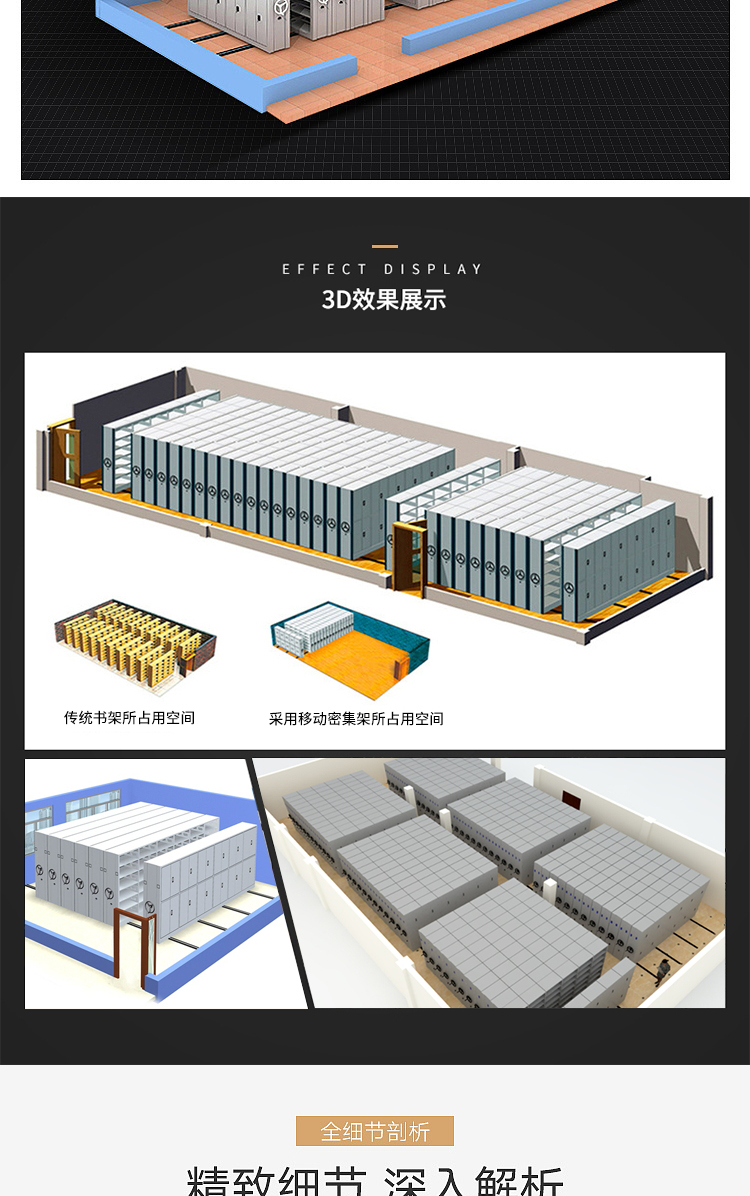 EFFECT DISPLAY
3D效果展示
传统书架所占用空间
采用移动密集架所占用空间
全细节剖析
精致细节 深入解析